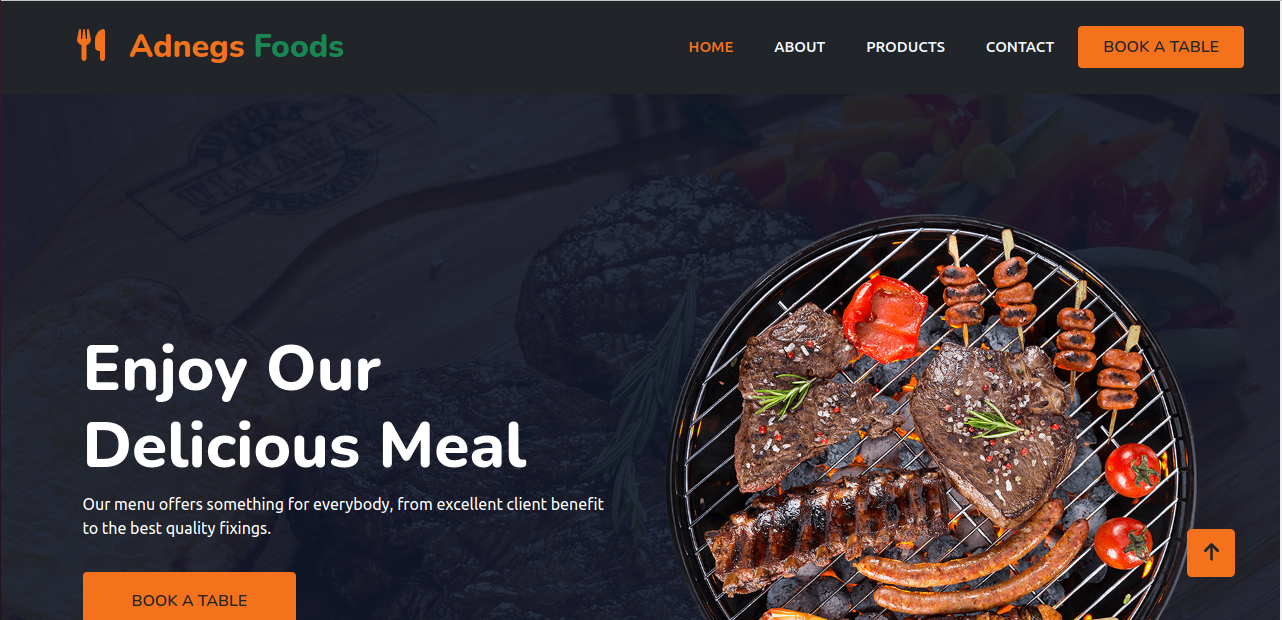 Adnegs Foods
HOME ABOUT PRODUCTS CONTACT BOOK A TABLE
Enjoy Our
Delicious Meal
Our menu offers something for everybody, from excellent client benefit
to the best quality fixings.
BOOK A TABLE